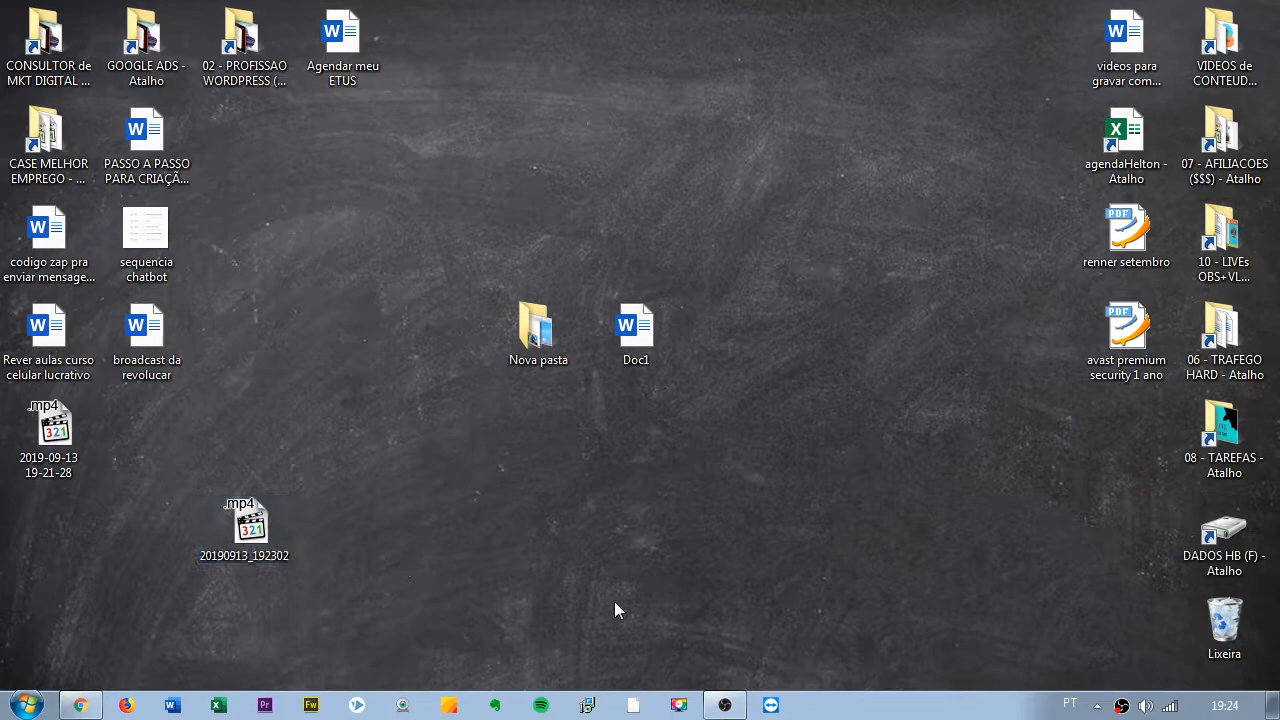 CONSULTOR de
MKT DIGITAL ...
GOOGLE ADS -
Atalho
02 - PROFISSAO
WORDPRESS (...
Agendar meu
ETUS
videos para
gravar com...
VIDEOS de
CONTEUD...
CASE MELHOR
EMPREGO - ...
PASSO A PASSO
PARA CRIAÇÃ...
agendaHelton -
Atalho
07 - AFILIACOES
($$$) - Atalho
codigo zap pra
enviar mensage...
sequencia
chatbot
PDF
renner setembro
10 - LIVEs
OBS+VL...
Rever aulas curso
celular lucrativo
broadcast da
revolucar
Nova pasta
Doc1
PDF
avast premium
security 1 ano
06 - TRAFEGO
HARD - Atalho
.mp4
321
2019-09-13
19-21-28
08 - TAREFAS -
Atalho
.mp4
321
20190913_192302
DADOS HB (F) -
Atalho
Lixeira
PT
19:24